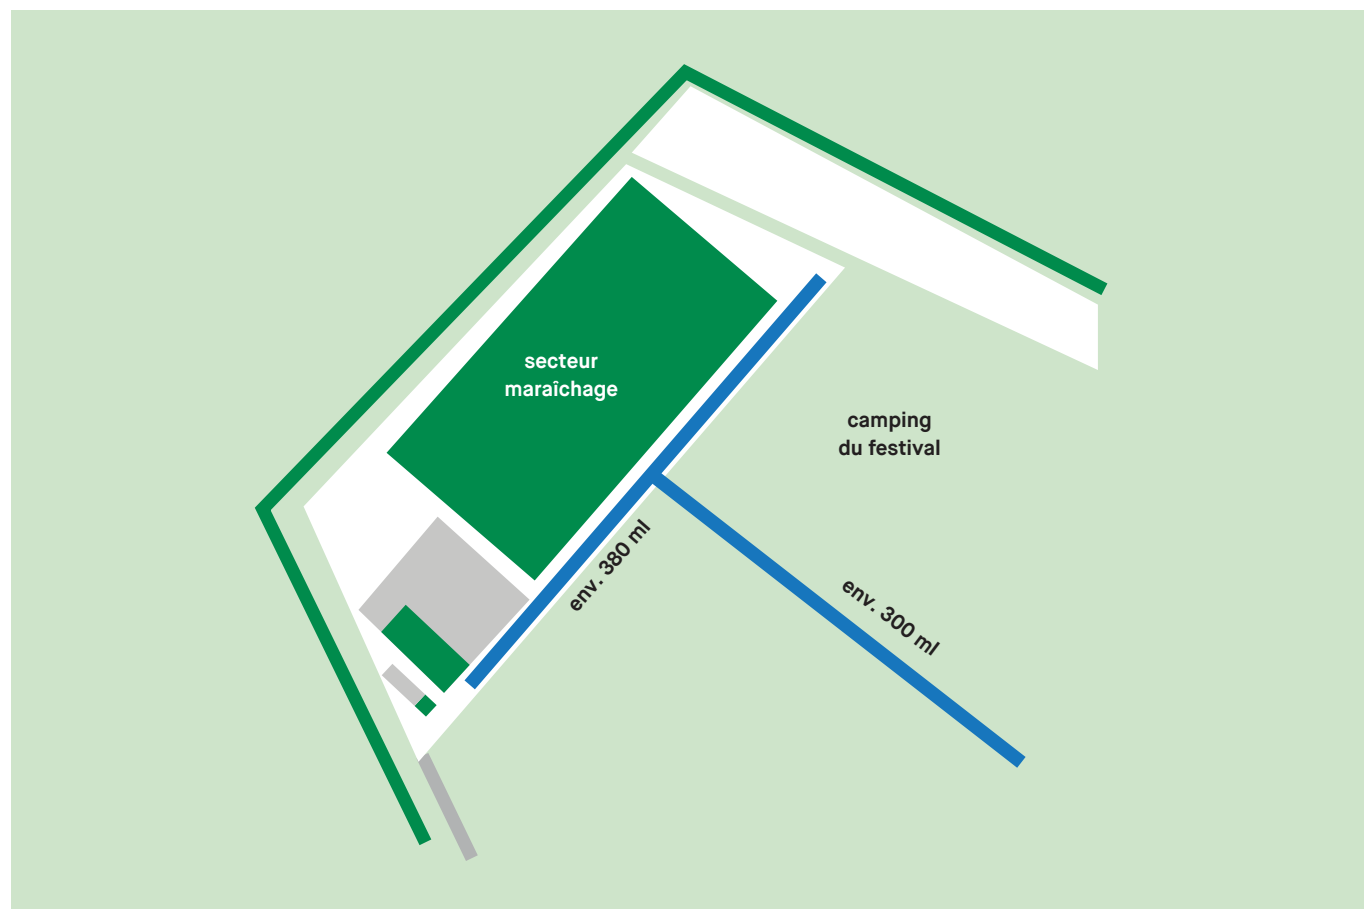 secteur
maraîchage
camping
du festival
env. 380 ml
env. 300 ml